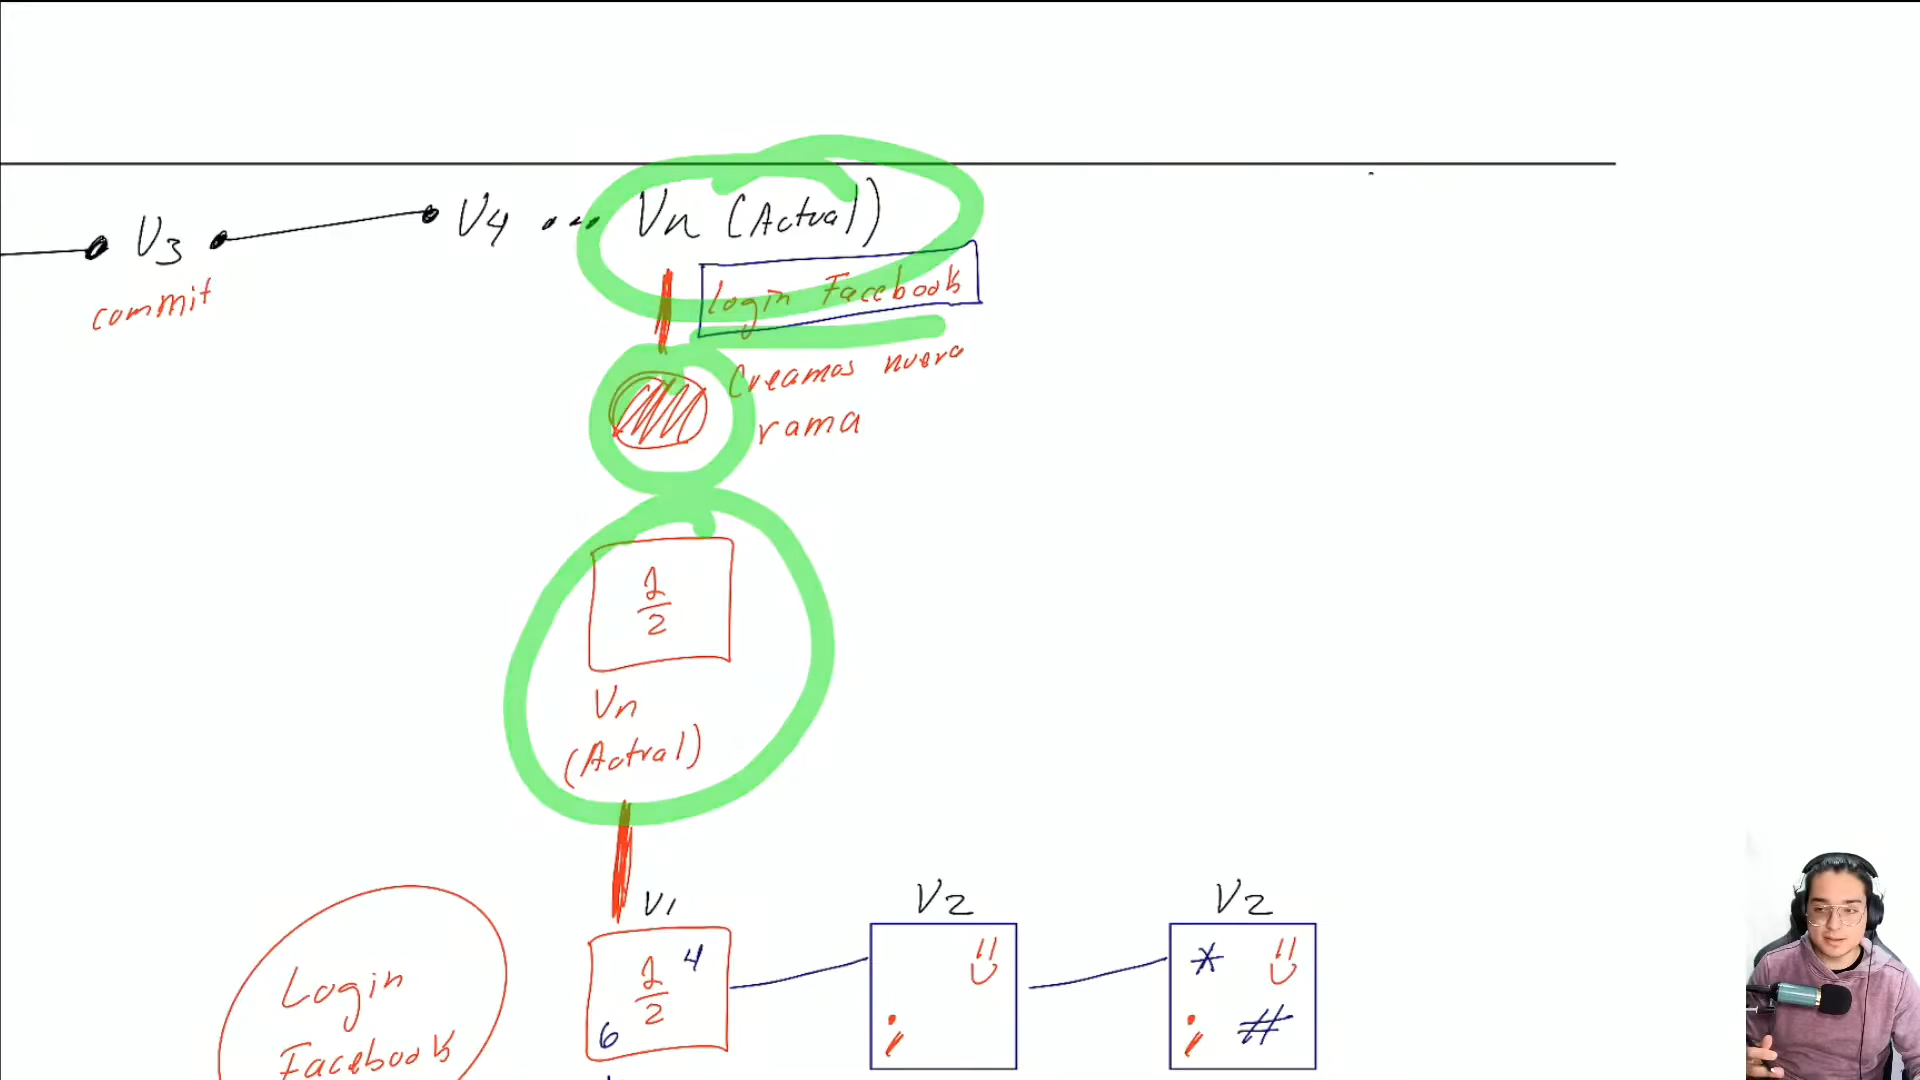 V3
V4 ... Vn (Actual)
commit
Login Facebook
Creamos nueva
rama
1
2
Vn
(Actual)
V1
V2
V2
1
2
4
6
;
*
;
#
Login
Facebook